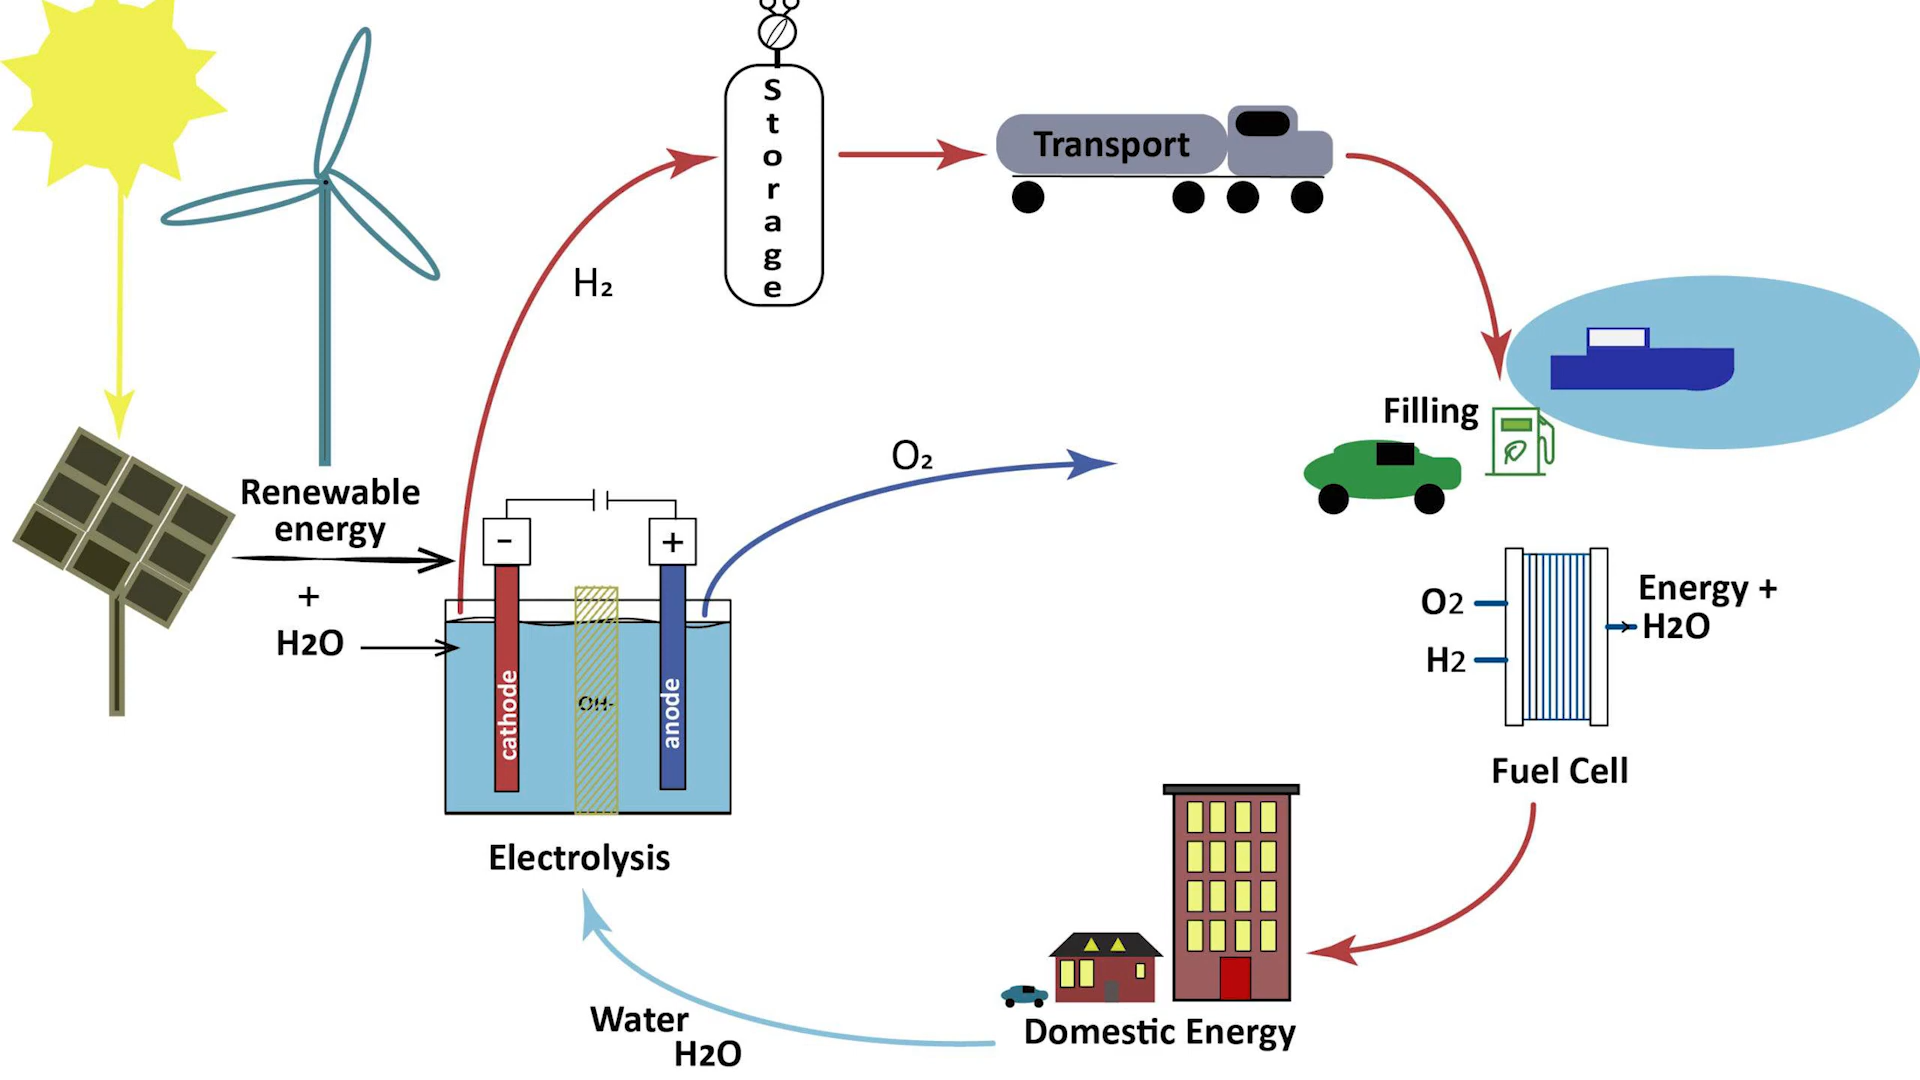 Storage
Transport
H₂
Filling
O₂
Renewable
energy
+
H2O
-
+
cathode
OH-
anode
Electrolysis
O2
H2
Energy +
H2O
Fuel Cell
Domestic Energy
Water
H2O